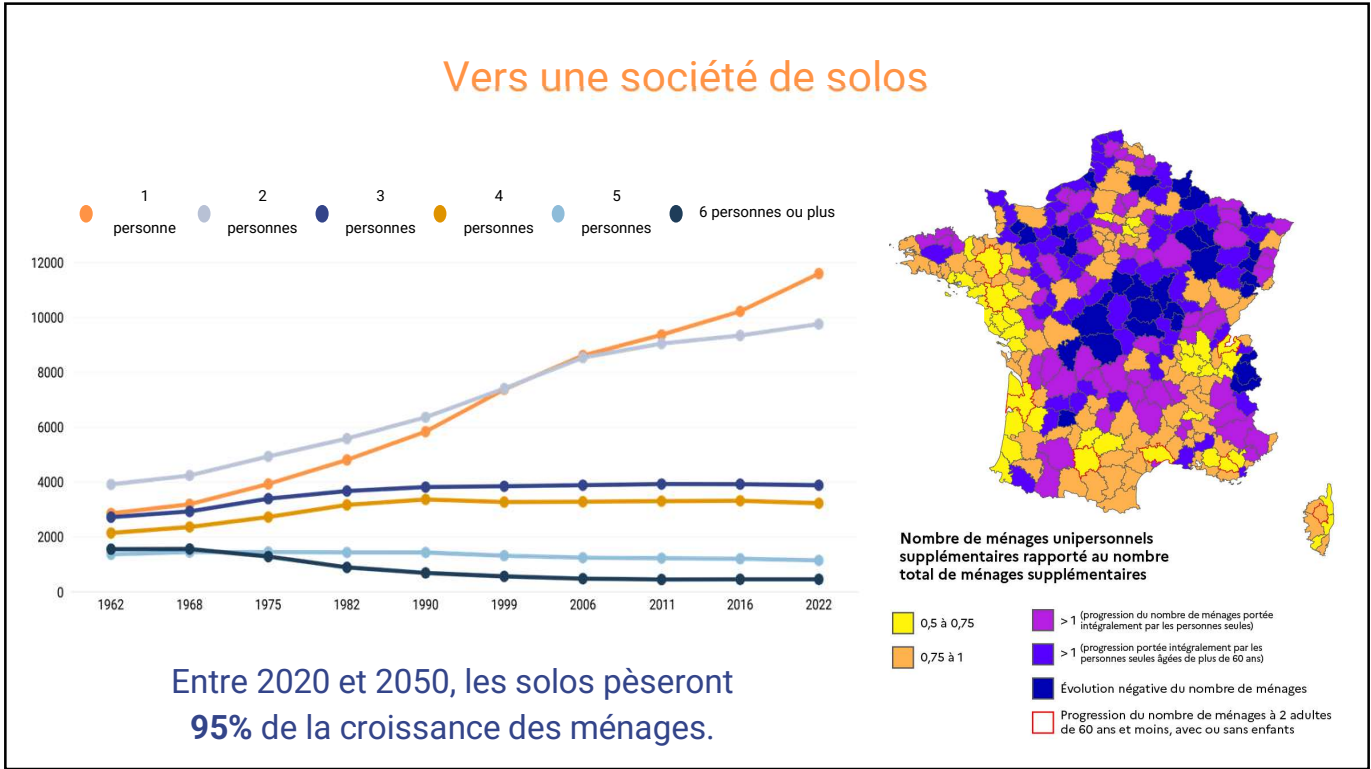 Vers une société de solos
1
personne
2
personnes
3
personnes
4
personnes
5
personnes
6 personnes ou plus
12000
10000
8000
6000
4000
2000
0
1962
1968
1975
1982
1990
1999
2006
2011
2016
2022
Entre 2020 et 2050, les solos pèseront
95% de la croissance des ménages.
Nombre de ménages unipersonnels
supplémentaires rapporté au nombre
total de ménages supplémentaires
0,5 à 0,75
0,75 à 1
> 1 (progression du nombre de ménages portée
intégralement par les personnes seules)
> 1 (progression portée intégralement par les
personnes seules âgées de plus de 60 ans)
Évolution négative du nombre de ménages
Progression du nombre de ménages à 2 adultes
de 60 ans et moins, avec ou sans enfants